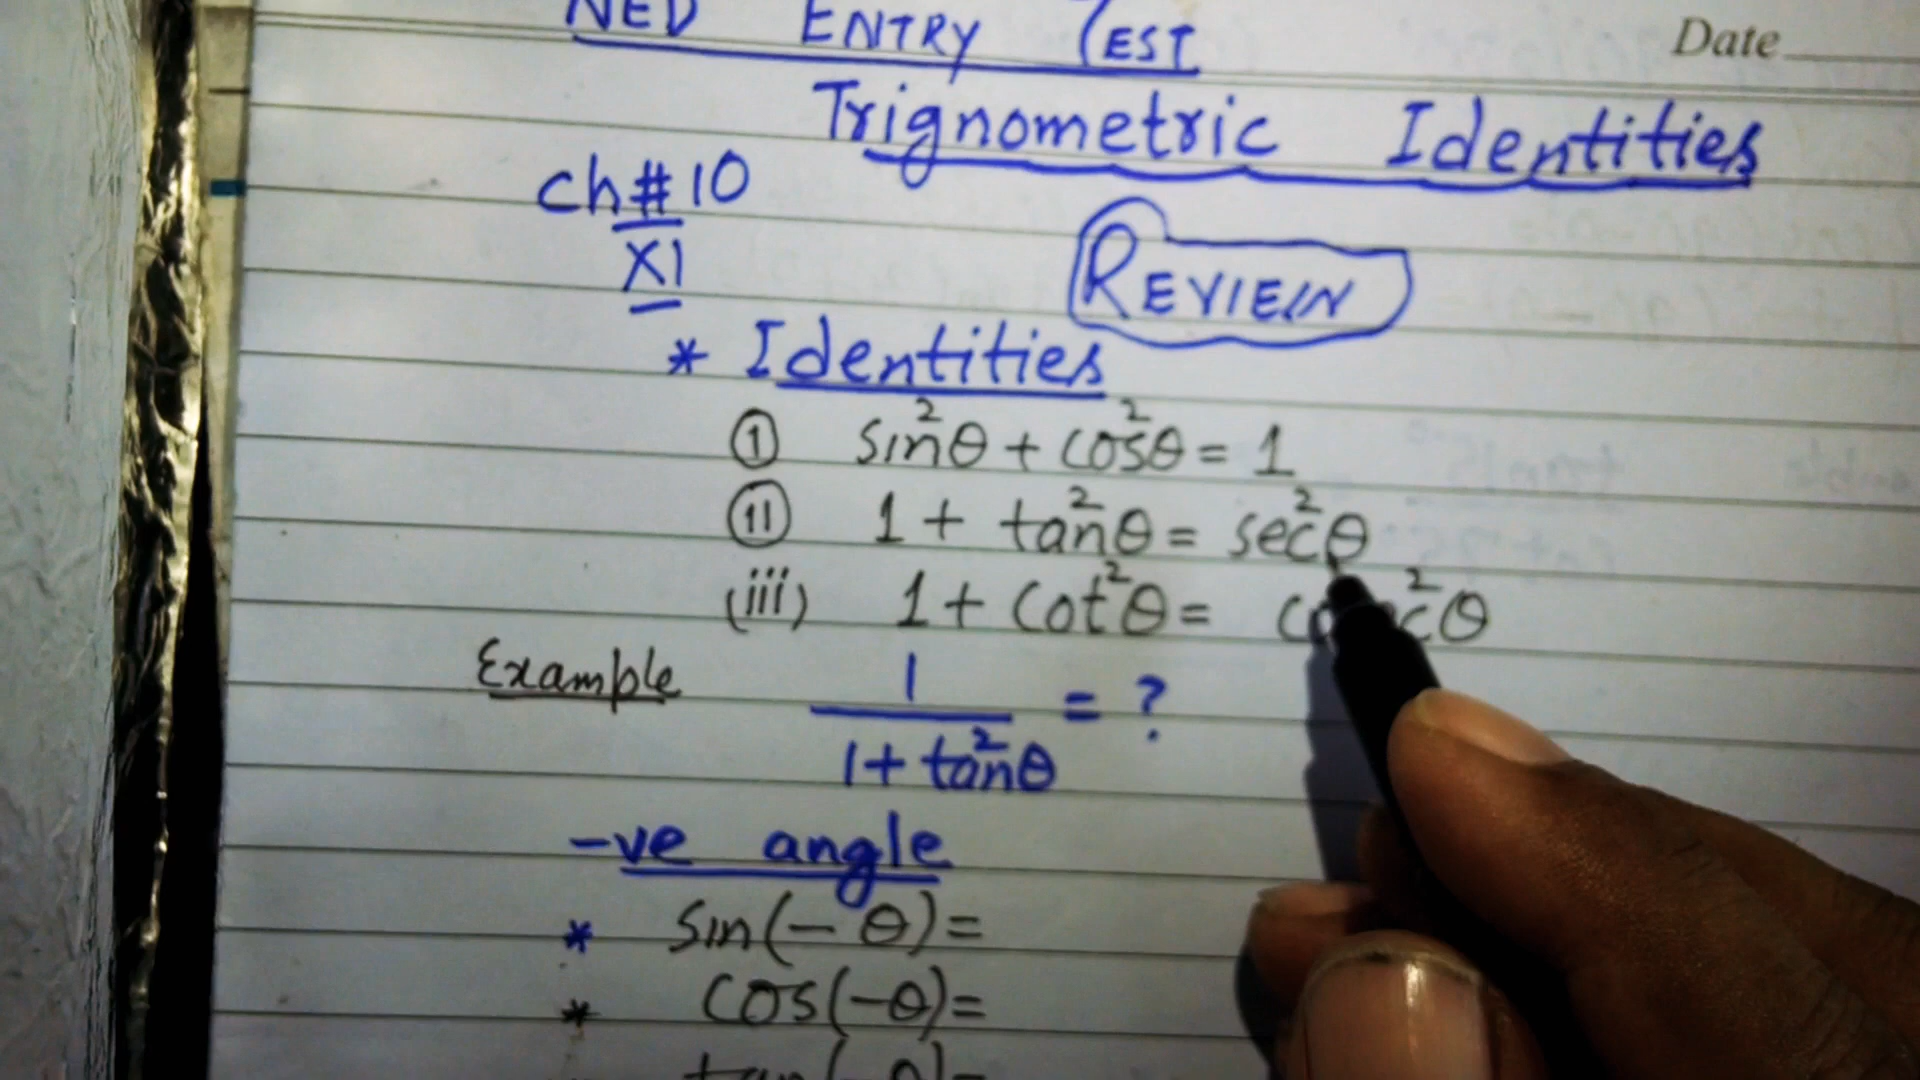 NED ENTRY TEST
Date
Trignometric Identities
Ch#10
XI
REVIEW
* Identities
(i) sin²θ + cos²θ = 1
(ii) 1 + tan²θ = sec²θ
(iii) 1 + cot²θ = cosec²θ
Example 1/(1 + tan²θ) = ?
-ve angle
* sin(-θ)=
* cos(-θ)=
tan(-θ)=